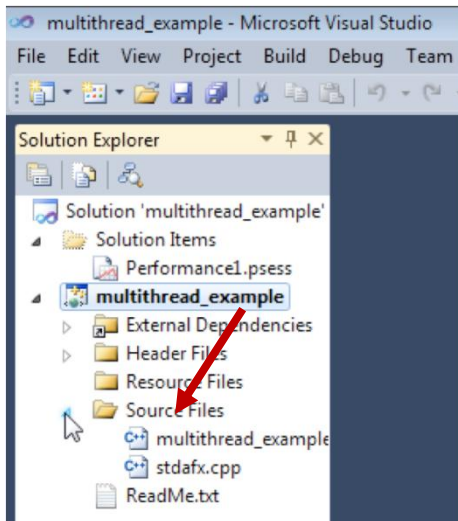 multithread_example - Microsoft Visual Studio
File Edit View Project Build Debug Team
Solution Explorer
Solution 'multithread_example'
Solution Items
Performance1.psess
multithread_example
External Dependencies
Header Files
Resource Files
Source Files
multithread_example
stdafx.cpp
ReadMe.txt